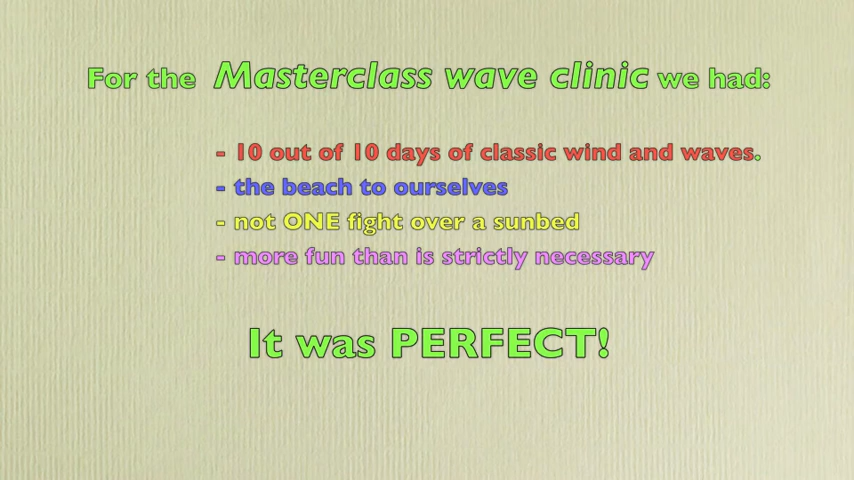 For the Masterclass wave clinic we had:
- 10 out of 10 days of classic wind and waves.
- the beach to ourselves
- not ONE fight over a sunbed
- more fun than is strictly necessary
It was PERFECT!